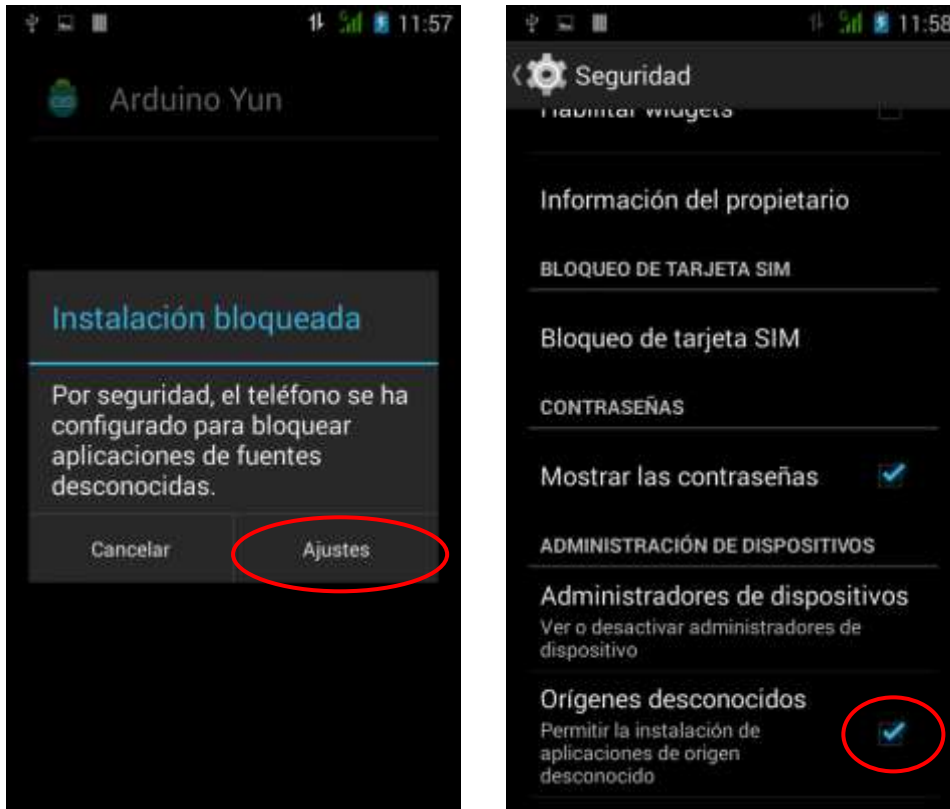 11:57
Arduino Yun
Instalación bloqueada
Por seguridad, el teléfono se ha
configurado para bloquear
aplicaciones de fuentes
desconocidas.
Cancelar
Ajustes
11:58
Seguridad
Habilitar widgets
Información del propietario
BLOQUEO DE TARJETA SIM
Bloqueo de tarjeta SIM
CONTRASEÑAS
Mostrar las contraseñas
ADMINISTRACIÓN DE DISPOSITIVOS
Administradores de dispositivos
Ver o desactivar administradores de
dispositivo
Orígenes desconocidos
Permitir la instalación de
aplicaciones de origen
desconocido